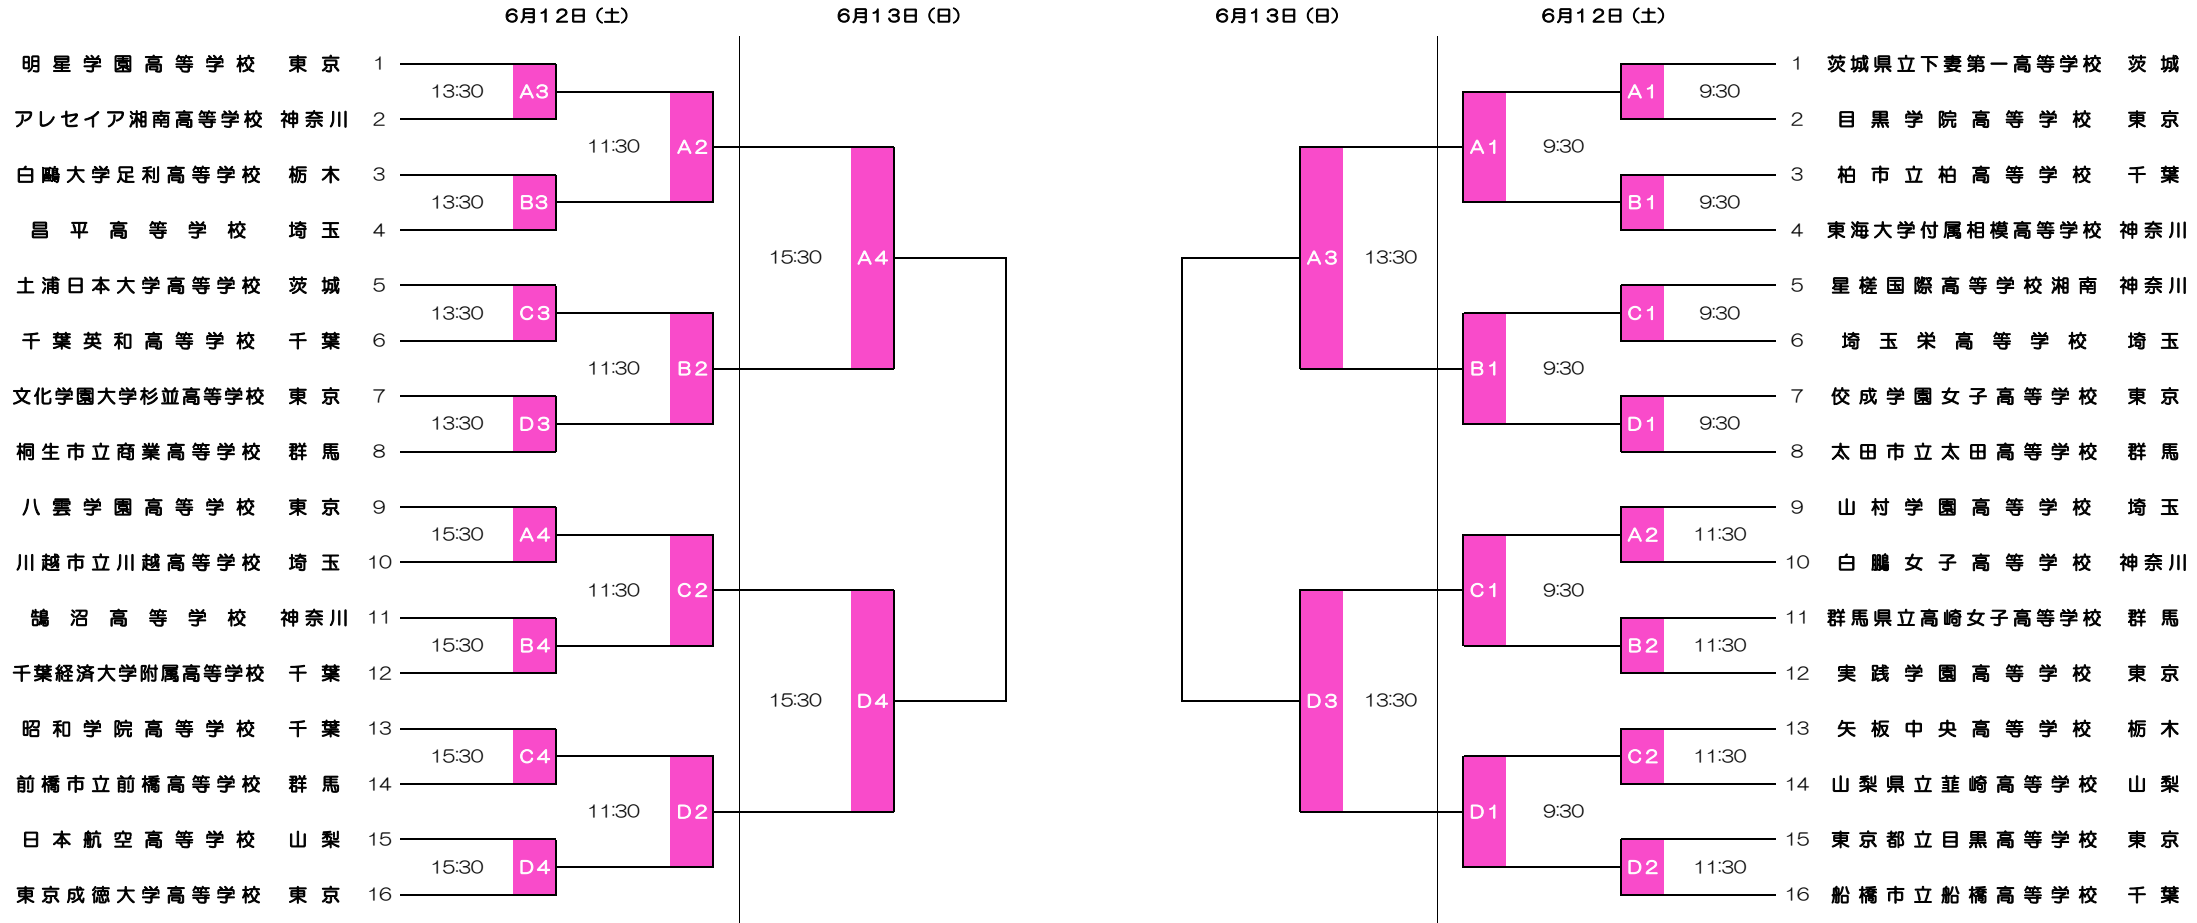 6月12日（土） 6月13日（日） 6月13日（日） 6月12日（土）
明星学園高等学校 東京 1
13:30 A3
アレセイア湘南高等学校 神奈川 2
11:30 A2
白鷗大学足利高等学校 栃木 3
13:30 B3
昌平高等学校 埼玉 4
15:30 A4
土浦日本大学高等学校 茨城 5
13:30 C3
千葉英和高等学校 千葉 6
11:30 B2
文化学園大学杉並高等学校 東京 7
13:30 D3
桐生市立商業高等学校 群馬 8
八雲学園高等学校 東京 9
15:30 A4
川越市立川越高等学校 埼玉 10
11:30 C2
鵠沼高等学校 神奈川 11
15:30 B4
千葉経済大学附属高等学校 千葉 12
15:30 D4
昭和学院高等学校 千葉 13
15:30 C4
前橋市立前橋高等学校 群馬 14
11:30 D2
日本航空高等学校 山梨 15
15:30 D4
東京成徳大学高等学校 東京 16
1 茨城県立下妻第一高等学校 茨城
A1 9:30
2 目黒学院高等学校 東京
A1 9:30
3 柏市立柏高等学校 千葉
B1 9:30
4 東海大学付属相模高等学校 神奈川
A3 13:30
5 星槎国際高等学校湘南 神奈川
C1 9:30
6 埼玉栄高等学校 埼玉
B1 9:30
7 佼成学園女子高等学校 東京
D1 9:30
8 太田市立太田高等学校 群馬
9 山村学園高等学校 埼玉
A2 11:30
10 白鵬女子高等学校 神奈川
C1 9:30
11 群馬県立高崎女子高等学校 群馬
B2 11:30
12 実践学園高等学校 東京
D3 13:30
13 矢板中央高等学校 栃木
C2 11:30
14 山梨県立韮崎高等学校 山梨
D1 9:30
15 東京都立目黒高等学校 東京
D2 11:30
16 船橋市立船橋高等学校 千葉